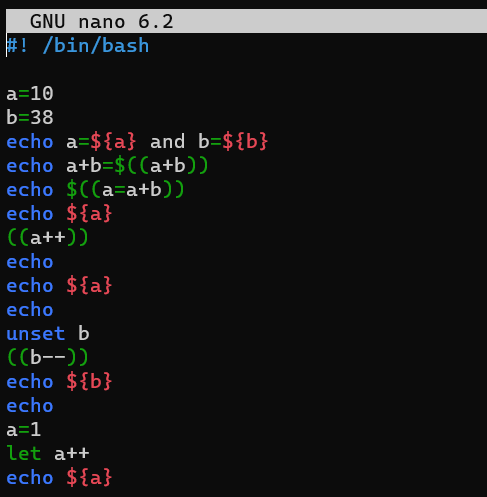 GNU nano 6.2
#! /bin/bash
a=10
b=38
echo a=${a} and b=${b}
echo a+b=$((a+b))
echo $((a=a+b))
echo ${a}
((a++))
echo
echo ${a}
echo
unset b
((b--))
echo ${b}
echo
a=1
let a++
echo ${a}